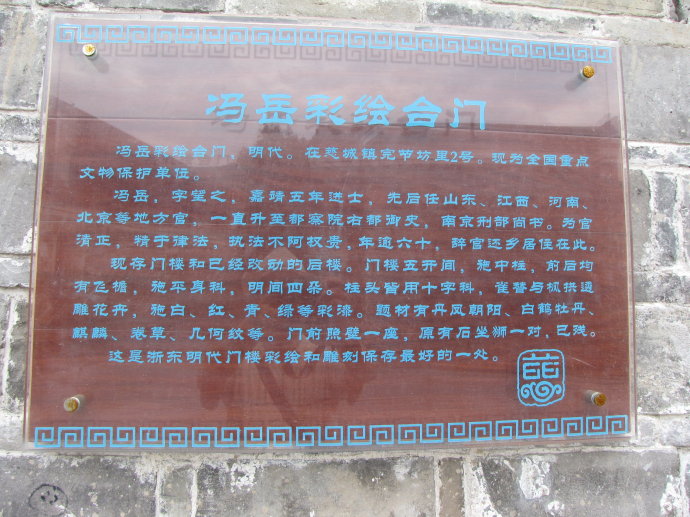 冯岳彩绘台门
冯岳彩绘台门，明代。在慈城镇完节坊里2号。现为全国重点
文物保护单位。
冯岳，字望之，嘉靖五年进士，先后任山东、江西、河南、
北京等地方官，一直升至都察院右都御史，南京刑部尚书。为官
清正，精于律法，执法不阿权贵，年逾六十，辞官还乡居住在此。
现存门楼和已经改动的后楼。门楼五开间，施中柱，前后均
有飞檐，施平身科，明间四朵。柱头皆用十字科，雀替与枫拱透
雕花卉，施白、红、青、绿等彩漆。题材有丹凤朝阳、白鹤牡丹、
麒麟、卷草、几何纹等。门前照壁一座，原有石坐狮一对，已残。
这是浙东明代门楼彩绘和雕刻保存最好的一处。